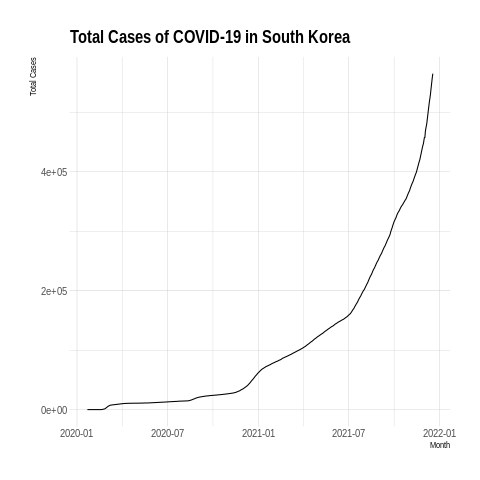 Total Cases of COVID-19 in South Korea
Total Cases
4e+05
2e+05
0e+00
2020-01 2020-07 2021-01 2021-07 2022-01
Month